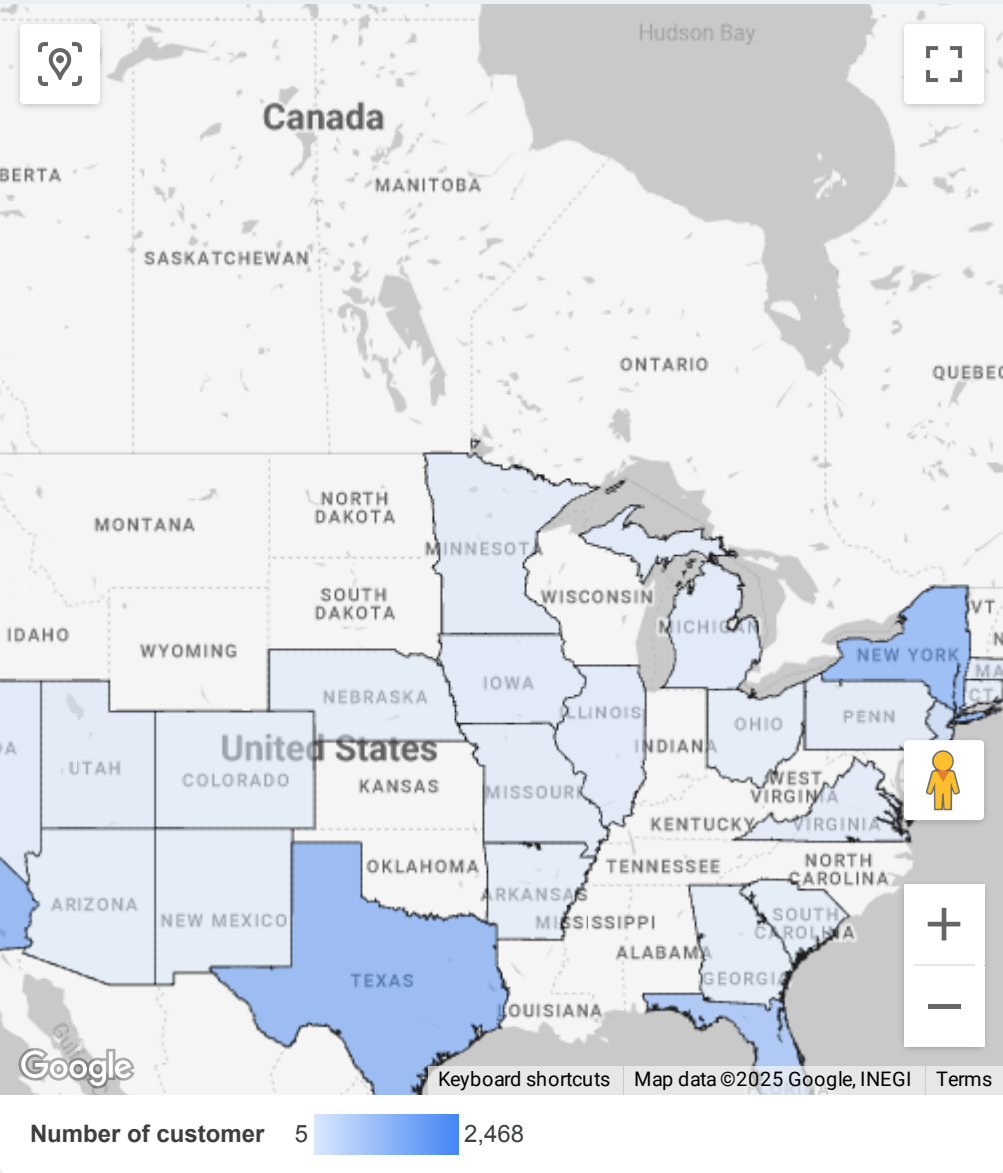 Hudson Bay
Canada
BERTA
MANITOBA
SASKATCHEWAN
ONTARIO
QUEBEC
NORTH
DAKOTA
MONTANA
MINNESOTA
SOUTH
DAKOTA
WISCONSIN
VT
IDAHO
MICHIGAN
N
WYOMING
NEW YORK
MA
IOWA
NEBRASKA
CT
ILLINOIS
PENN
OHIO
DA
United States
INDIANA
UTAH
COLORADO
KANSAS
MISSOURI
WEST
VIRGINIA
KENTUCKY
VIRGINIA
OKLAHOMA
TENNESSEE
NORTH
CAROLINA
ARIZONA
ARKANSAS
NEW MEXICO
MISSISSIPPI
SOUTH
CAROLINA
ALABAMA
TEXAS
GEORGIA
LOUISIANA
Google
Keyboard shortcuts
Map data ©2025 Google, INEGI
Terms
Number of customer 5 2,468